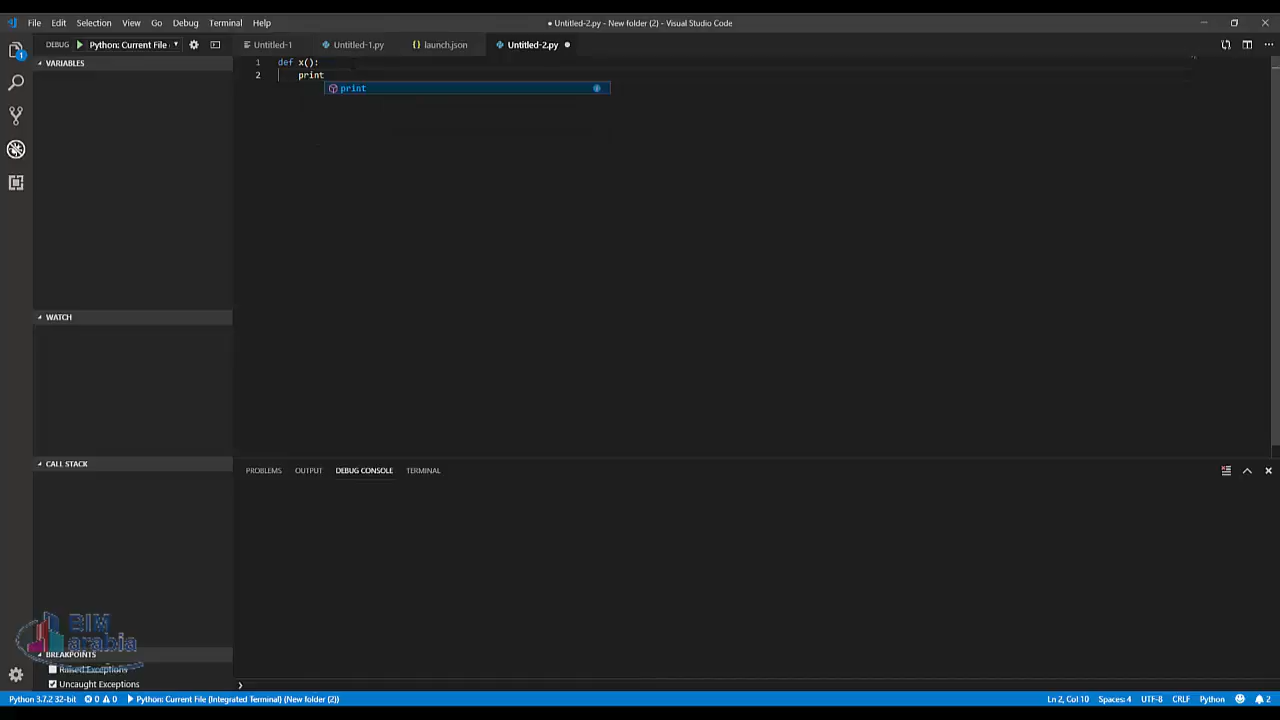 File Edit Selection View Go Debug Terminal Help
● Untitled-2.py - New folder (2) - Visual Studio Code
DEBUG Python: Current File
Untitled-1 Untitled-1.py launch.json Untitled-2.py
1
VARIABLES
1 def x():
2 print
print
WATCH
CALL STACK
PROBLEMS OUTPUT DEBUG CONSOLE TERMINAL
BIM
arabia
BREAKPOINTS
Raised Exceptions
Uncaught Exceptions
Python 3.7.2 32-bit 0 0 Python: Current File (Integrated Terminal) (New folder (2))
Ln 2, Col 10 Spaces: 4 UTF-8 CRLF Python 2